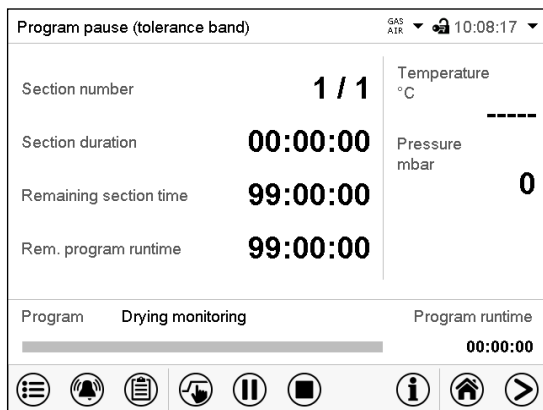 Program pause (tolerance band)
GAS
AIR
10:08:17
Section number
1 / 1
Section duration
00:00:00
Remaining section time
99:00:00
Rem. program runtime
99:00:00
Temperature
°C
-----
Pressure
mbar
0
Program
Drying monitoring
Program runtime
00:00:00